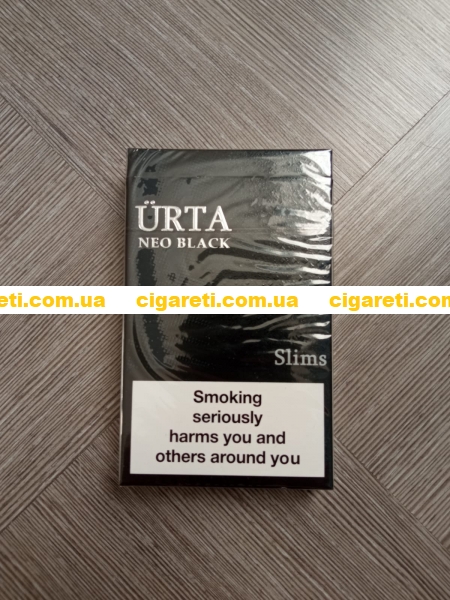 ÜRTA
NEO BLACK
eti.com.ua cigareti.com.ua cigareti.com
Slims
Smoking
seriously
harms you and
others around you